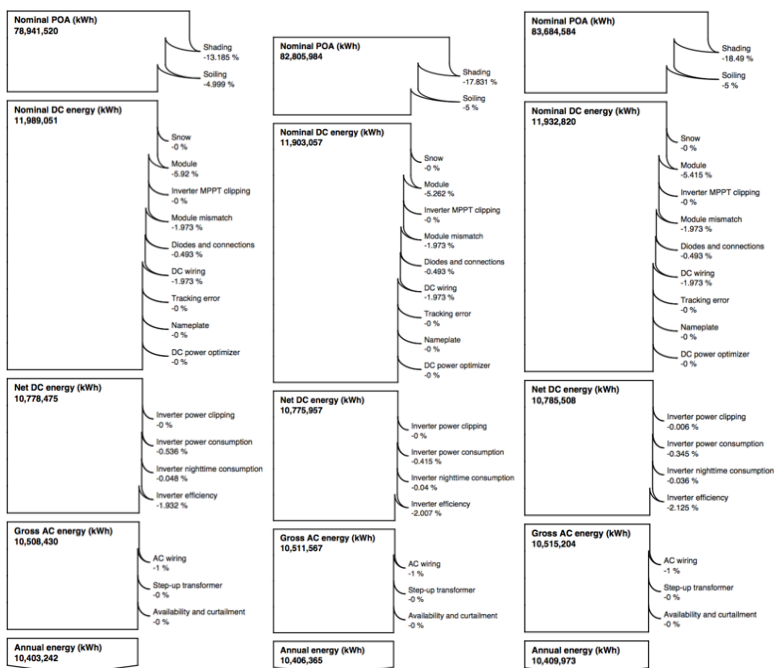 Nominal POA (kWh)
78,941,520
Shading
-13.185 %
Soiling
-4.999 %
Nominal DC energy (kWh)
11,989,051
Snow
-0 %
Module
-5.92 %
Inverter MPPT clipping
-0 %
Module mismatch
-1.973 %
Diodes and connections
-0.493 %
DC wiring
-1.973 %
Tracking error
-0 %
Nameplate
-0 %
DC power optimizer
-0 %
Net DC energy (kWh)
10,778,475
Inverter power clipping
-0 %
Inverter power consumption
-0.536 %
Inverter nighttime consumption
-0.048 %
Inverter efficiency
-1.932 %
Gross AC energy (kWh)
10,508,430
AC wiring
-1 %
Step-up transformer
-0 %
Availability and curtailment
-0 %
Annual energy (kWh)
10,403,242
Nominal POA (kWh)
82,805,984
Shading
-17.831 %
Soiling
-5 %
Nominal DC energy (kWh)
11,903,057
Snow
-0 %
Module
-5.262 %
Inverter MPPT clipping
-0 %
Module mismatch
-1.973 %
Diodes and connections
-0.493 %
DC wiring
-1.973 %
Tracking error
-0 %
Nameplate
-0 %
DC power optimizer
-0 %
Net DC energy (kWh)
10,775,957
Inverter power clipping
-0 %
Inverter power consumption
-0.415 %
Inverter nighttime consumption
-0.04 %
Inverter efficiency
-2.007 %
Gross AC energy (kWh)
10,511,567
AC wiring
-1 %
Step-up transformer
-0 %
Availability and curtailment
-0 %
Annual energy (kWh)
10,406,365
Nominal POA (kWh)
83,684,584
Shading
-18.49 %
Soiling
-5 %
Nominal DC energy (kWh)
11,932,820
Snow
-0 %
Module
-5.415 %
Inverter MPPT clipping
-0 %
Module mismatch
-1.973 %
Diodes and connections
-0.493 %
DC wiring
-1.973 %
Tracking error
-0 %
Nameplate
-0 %
DC power optimizer
-0 %
Net DC energy (kWh)
10,785,508
Inverter power clipping
-0.006 %
Inverter power consumption
-0.345 %
Inverter nighttime consumption
-0.036 %
Inverter efficiency
-2.125 %
Gross AC energy (kWh)
10,515,204
AC wiring
-1 %
Step-up transformer
-0 %
Availability and curtailment
-0 %
Annual energy (kWh)
10,409,973